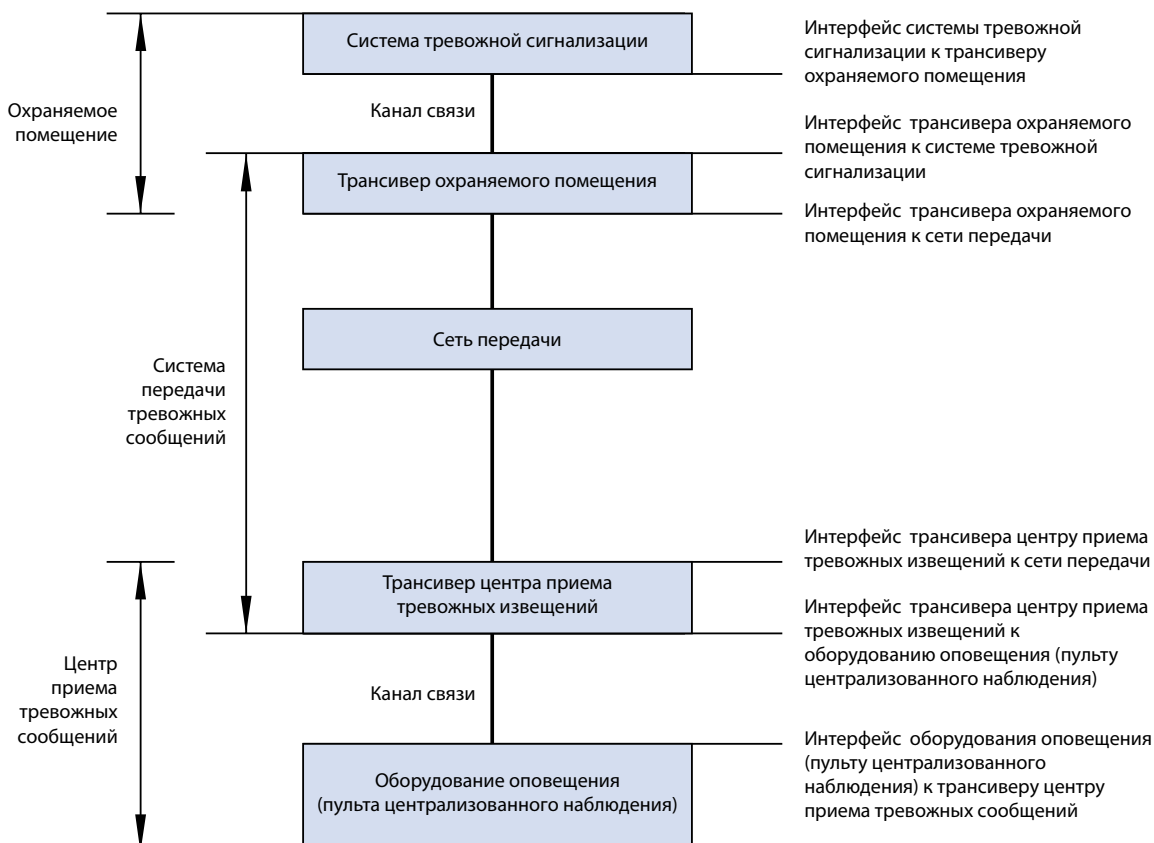 Система тревожной сигнализации
Интерфейс системы тревожной
сигнализации к трансиверу
охраняемого помещения
Охраняемое
помещение
Канал связи
Интерфейс трансивера охраняемого
помещения к системе тревожной
сигнализации
Трансивер охраняемого помещения
Интерфейс трансивера охраняемого
помещения к сети передачи
Сеть передачи
Система
передачи
тревожных
сообщений
Интерфейс трансивера центру приема
тревожных извещений к сети передачи
Трансивер центра приема
тревожных извещений
Интерфейс трансивера центру приема
тревожных извещений к
оборудованию оповещения (пульту
централизованного наблюдения)
Центр
приема
тревожных
сообщений
Канал связи
Интерфейс оборудования оповещения
(пульту централизованного
наблюдения) к трансиверу центру
приема тревожных сообщений
Оборудование оповещения
(пульта централизованного наблюдения)